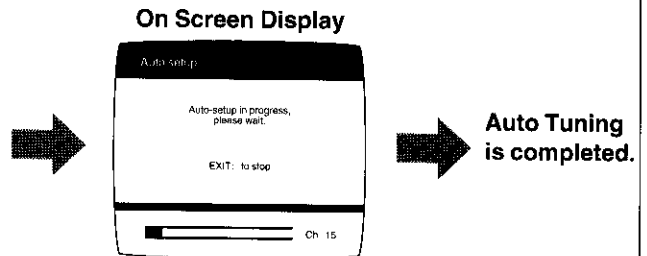 On Screen Display
Auto setup
Auto-setup in progress,
please wait.
EXIT: to stop
Ch 15
Auto Tuning
is completed.